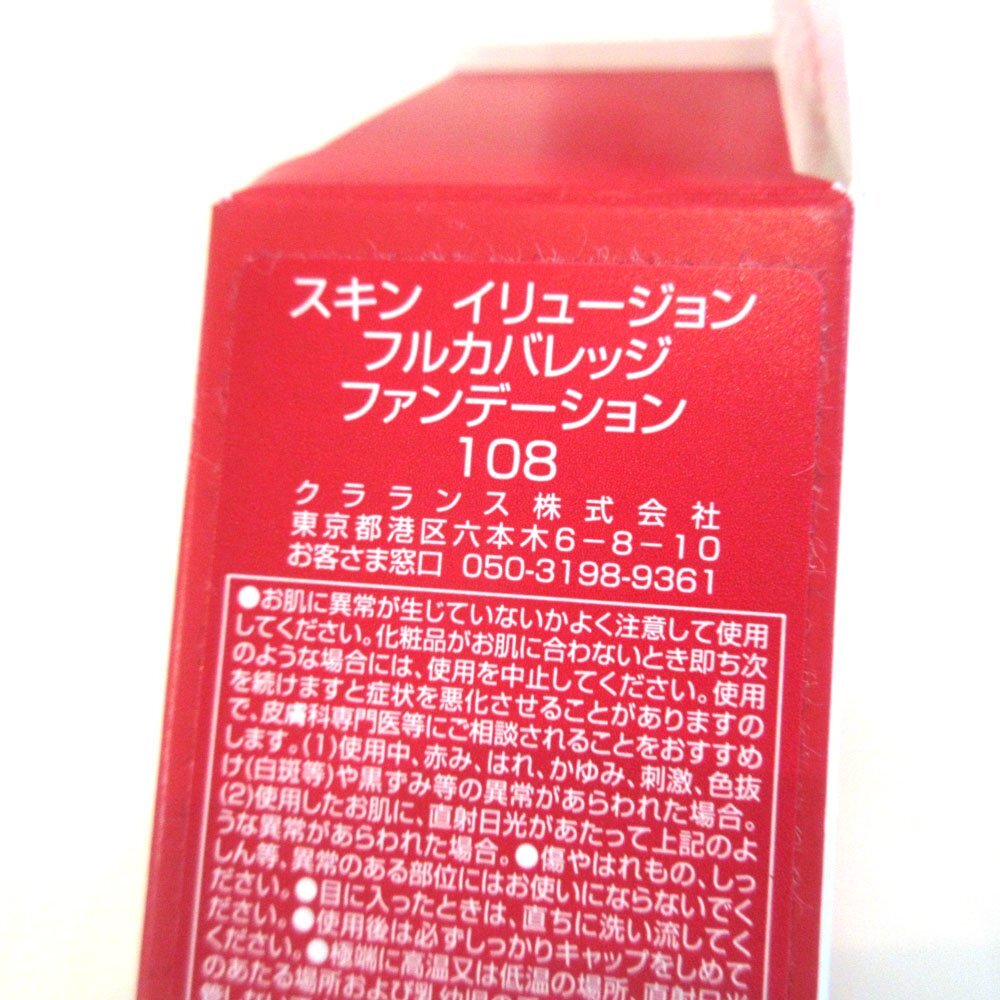 スキン イリュージョン
フルカバレッジ
ファンデーション
108
クラランス株式会社
東京都港区六本木6-8-10
お客さま窓口 050-3198-9361
●お肌に異常が生じていないかよく注意して使用
してください。化粧品がお肌に合わないとき即ち次
のような場合には、使用を中止してください。使用
を続けますと症状を悪化させることがありますの
で、皮膚科専門医等にご相談されることをおすすめ
します。(1)使用中、赤み、はれ、かゆみ、刺激、色抜
け(白斑等)や黒ずみ等の異常があらわれた場合。
(2)使用したお肌に、直射日光があたって上記のよ
うな異常があらわれた場合。●傷やはれもの、しっ
しん等、異常のある部位にはお使いにならないでく
ださい。●目に入ったときは、直ちに洗い流してく
ださい。●使用後は必ずしっかりキャップをしめて
ください。●極端に高温又は低温の場所、直射日光
のあたる場所および乳幼児の